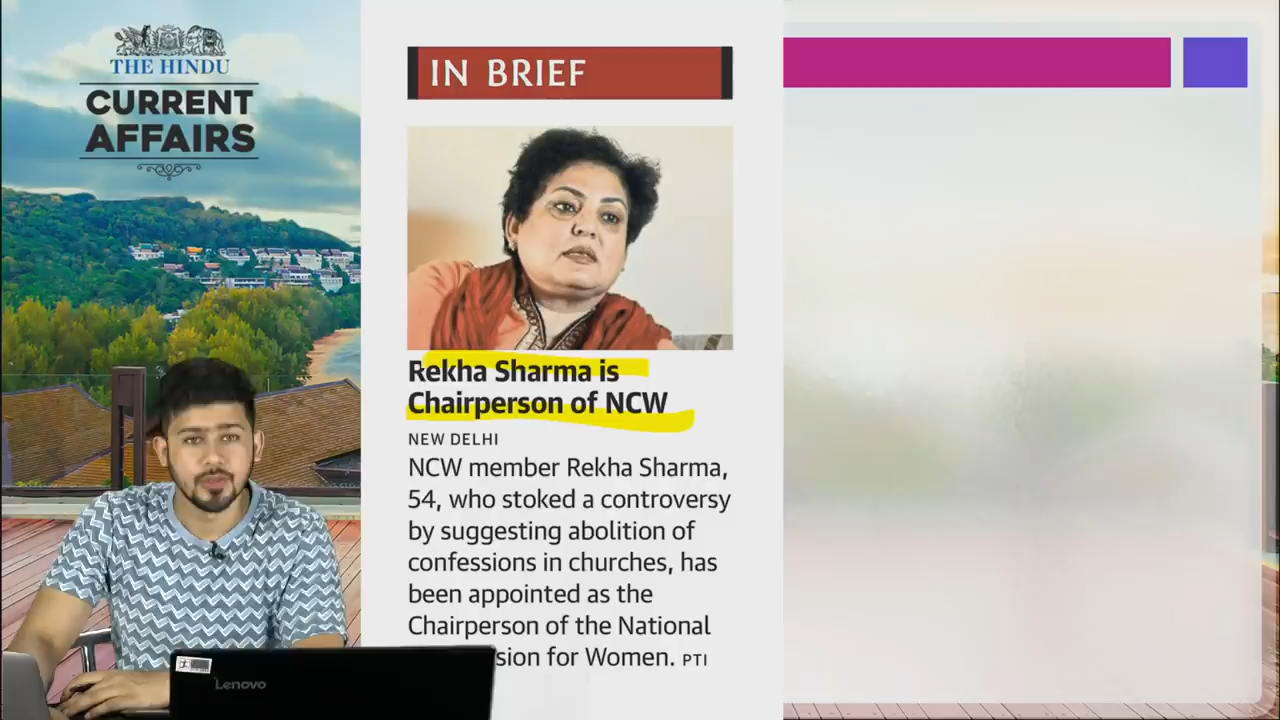 THE HINDU
CURRENT
AFFAIRS
IN BRIEF
Rekha Sharma is
Chairperson of NCW
NEW DELHI
NCW member Rekha Sharma,
54, who stoked a controversy
by suggesting abolition of
confessions in churches, has
been appointed as the
Chairperson of the National
sion for Women. PTI
Lenovo